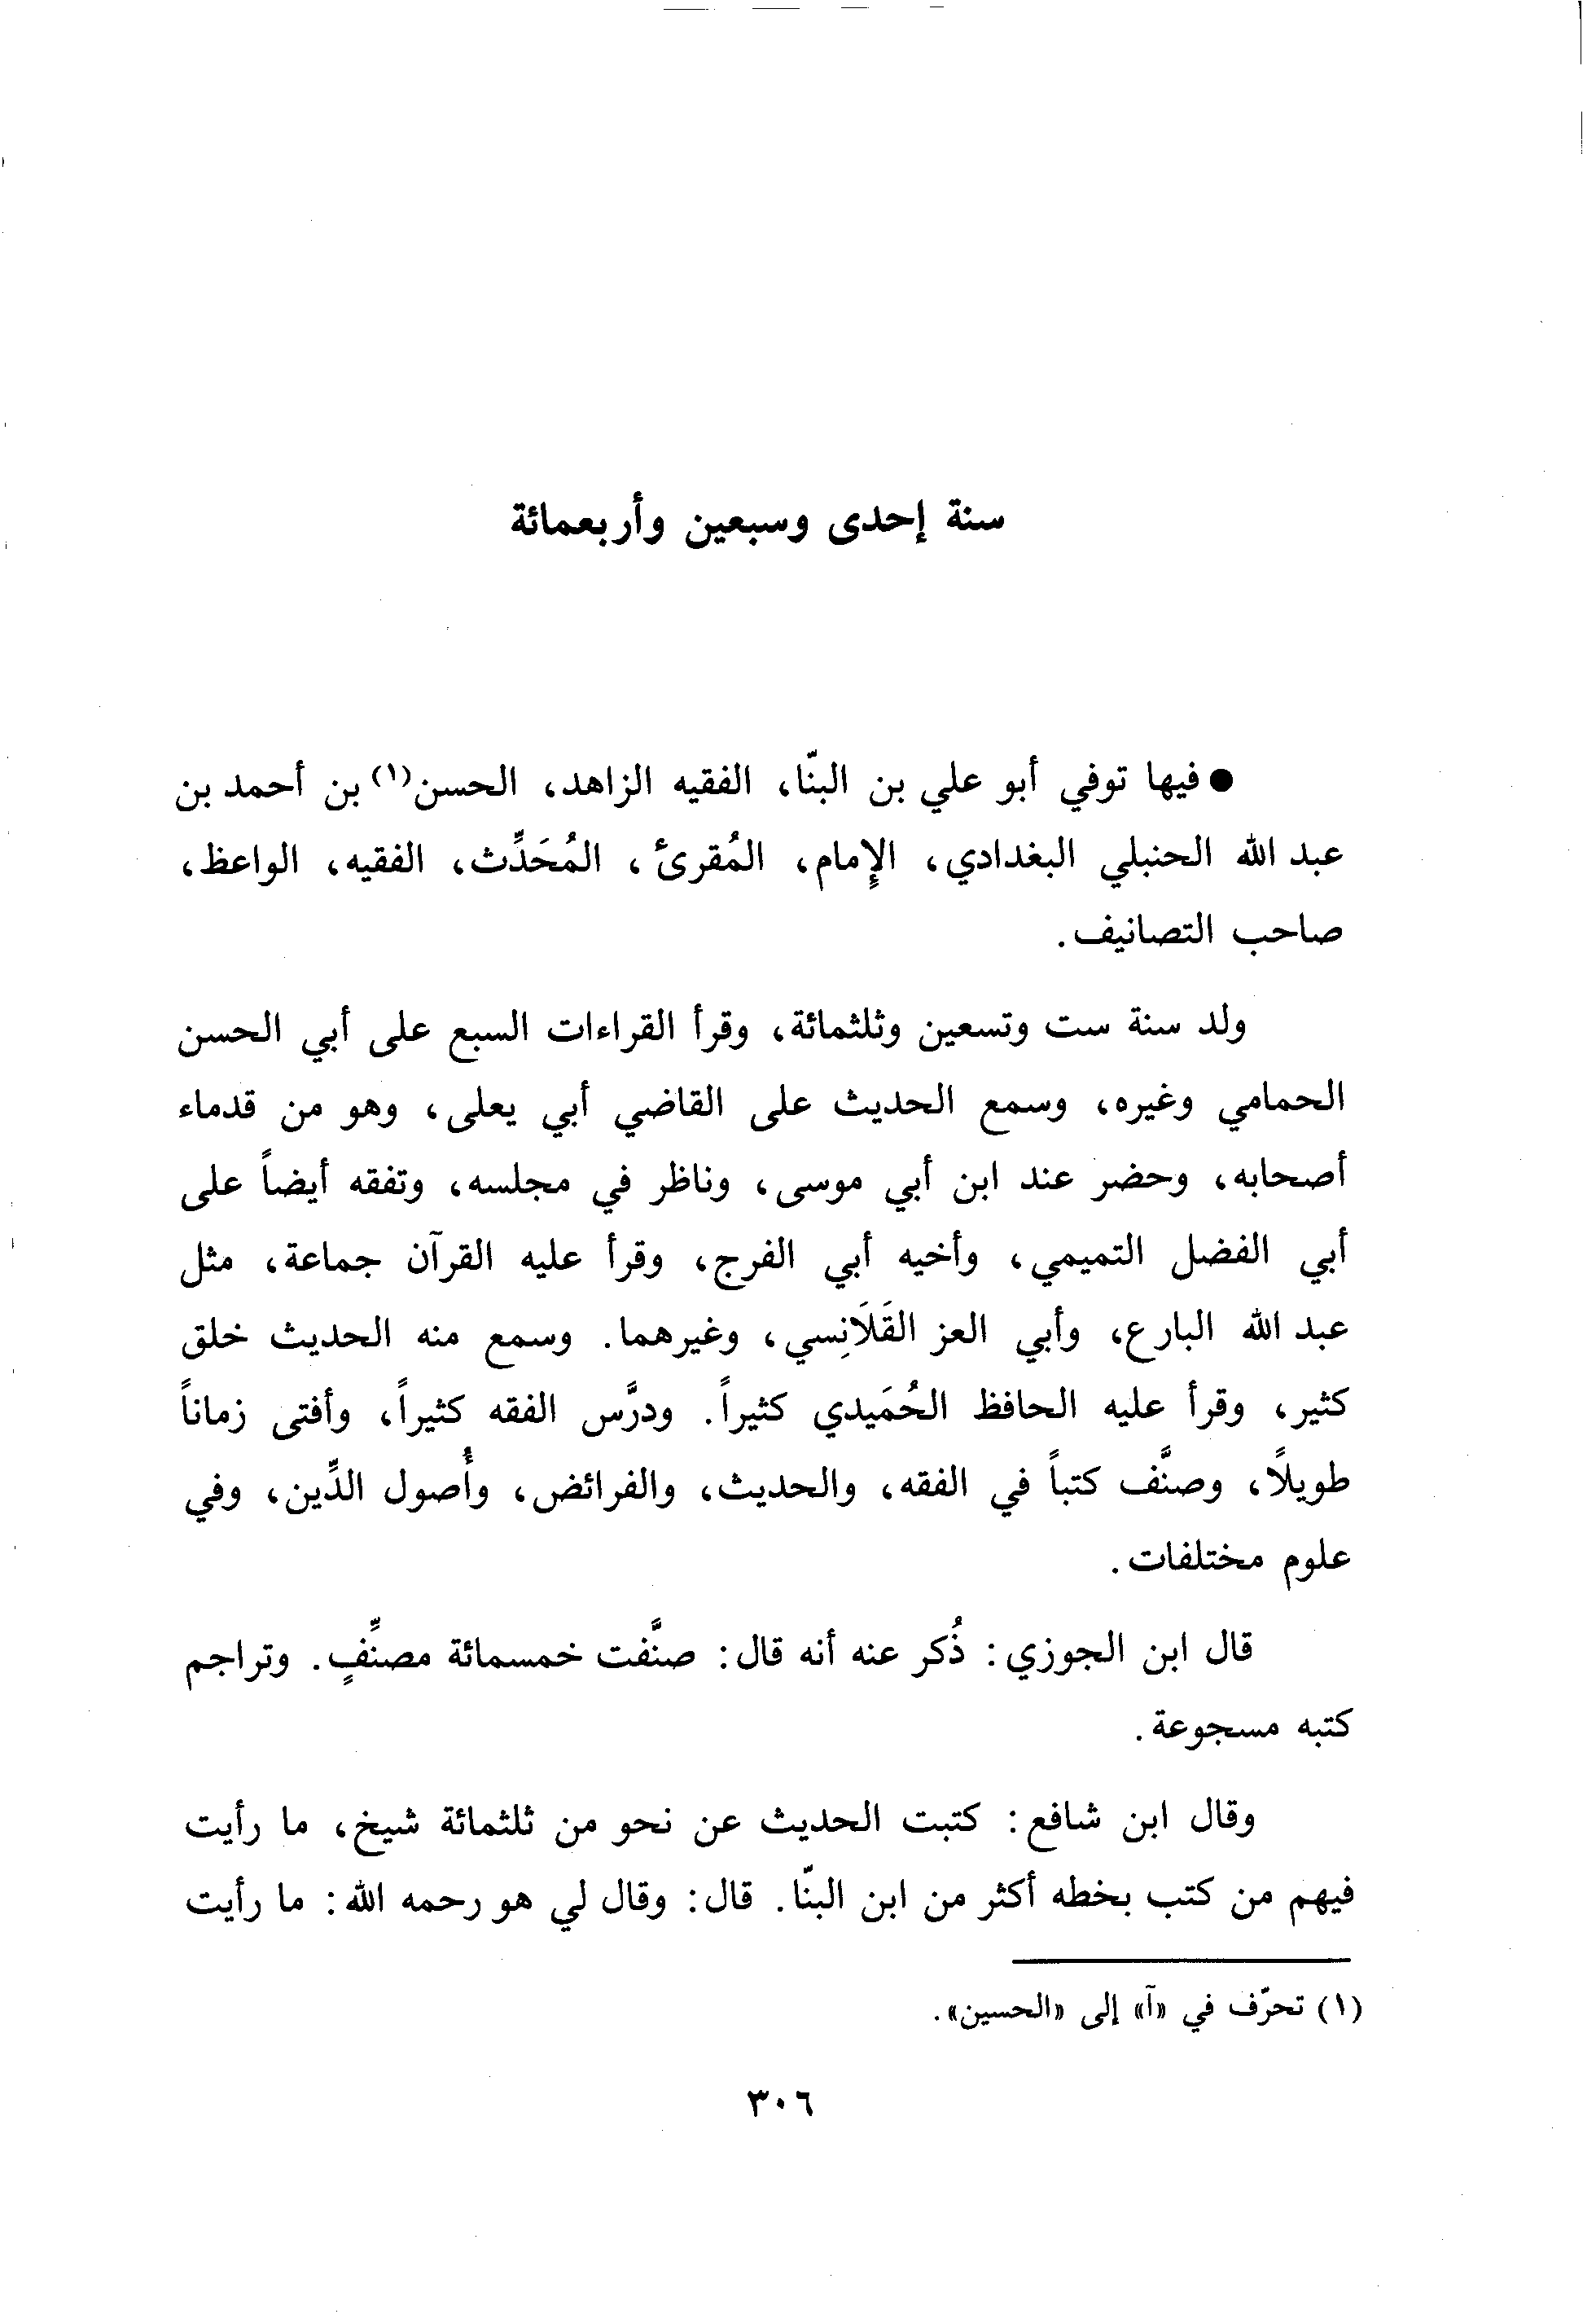 سنة إحدى وسبعين وأربعمائة
● فيها توفي أبو علي بن البنّا، الفقيه الزاهد، الحسن(١) بن أحمد بن
عبد الله الحنبلي البغدادي، الإِمام، المُقرىء، المُحَدِّث، الفقيه، الواعظ،
صاحب التصانيف.
ولد سنة ست وتسعين وثلثمائة، وقرأ القراءات السبع على أبي الحسن
الحمامي وغيره، وسمع الحديث على القاضي أبي يعلى، وهو من قدماء
أصحابه، وحضر عند ابن أبي موسى، وناظر في مجلسه، وتفقه أيضاً على
أبي الفضل التميمي، وأخيه أبي الفرج، وقرأ عليه القرآن جماعة، مثل
عبد الله البارع، وأبي العز القَلَانِسي، وغيرهما. وسمع منه الحديث خلق
كثير، وقرأ عليه الحافظ الحُمَيدي كثيراً. ودرَّس الفقه كثيراً، وأفتى زماناً
طويلًا، وصنَّف كتباً في الفقه، والحديث، والفرائض، وأُصول الدِّين، وفي
علوم مختلفات.
قال ابن الجوزي: ذُكر عنه أنه قال: صنَّفت خمسمائة مصنِّفٍ. وتراجم
كتبه مسجوعة.
وقال ابن شافع: كتبت الحديث عن نحو من ثلثمائة شيخ، ما رأيت
فيهم من كتب بخطه أكثر من ابن البنّا. قال: وقال لي هو رحمه الله: ما رأيت
(١) تحرّف في «آ» إلى «الحسين».
٣٠٦